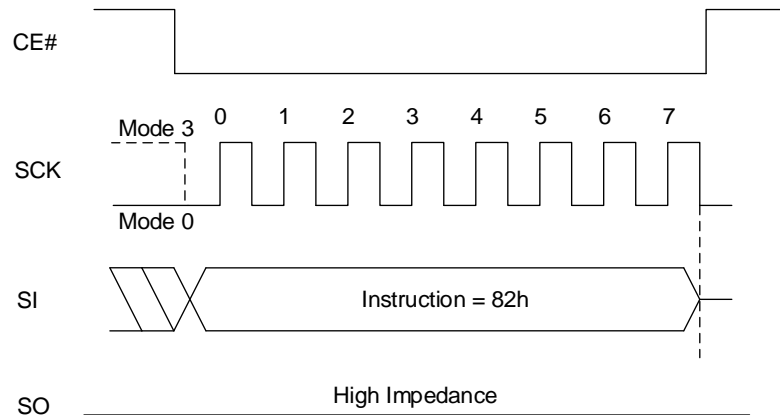 CE#
Mode 3
0 1 2 3 4 5 6 7
SCK
Mode 0
SI
Instruction = 82h
SO
High Impedance